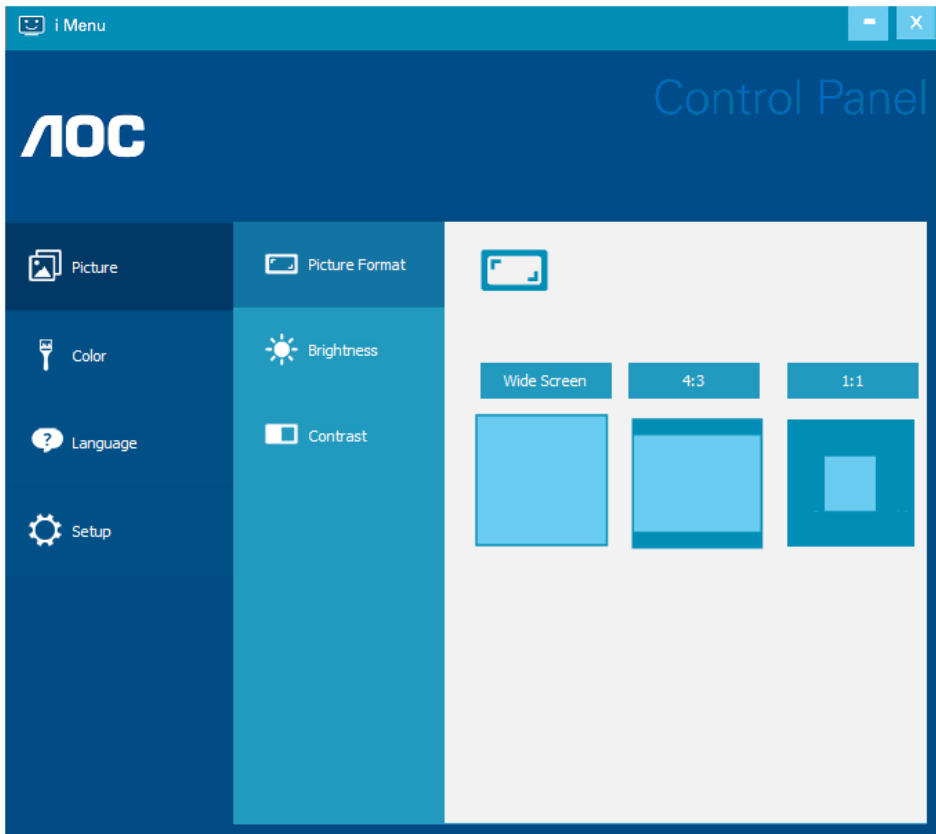 i Menu
X
Control Panel
AOC
Picture
Color
Language
Setup
Picture Format
Brightness
Contrast
Wide Screen
4:3
1:1